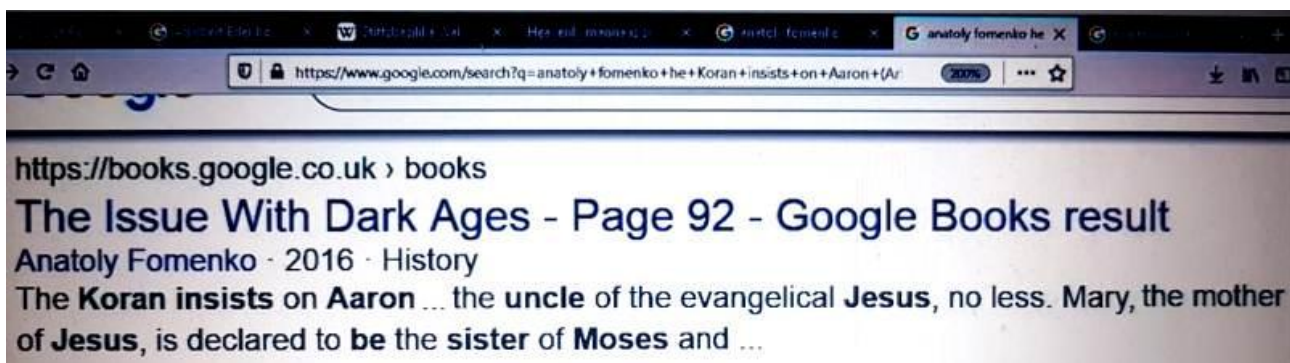 G anatoly fomenko he X
https://www.google.com/search?q=anatoly+fomenko+he+Koran+insists+on+Aaron+(Ar 200%
https://books.google.co.uk › books
The Issue With Dark Ages - Page 92 - Google Books result
Anatoly Fomenko · 2016 · History
The Koran insists on Aaron ... the uncle of the evangelical Jesus, no less. Mary, the mother
of Jesus, is declared to be the sister of Moses and ...